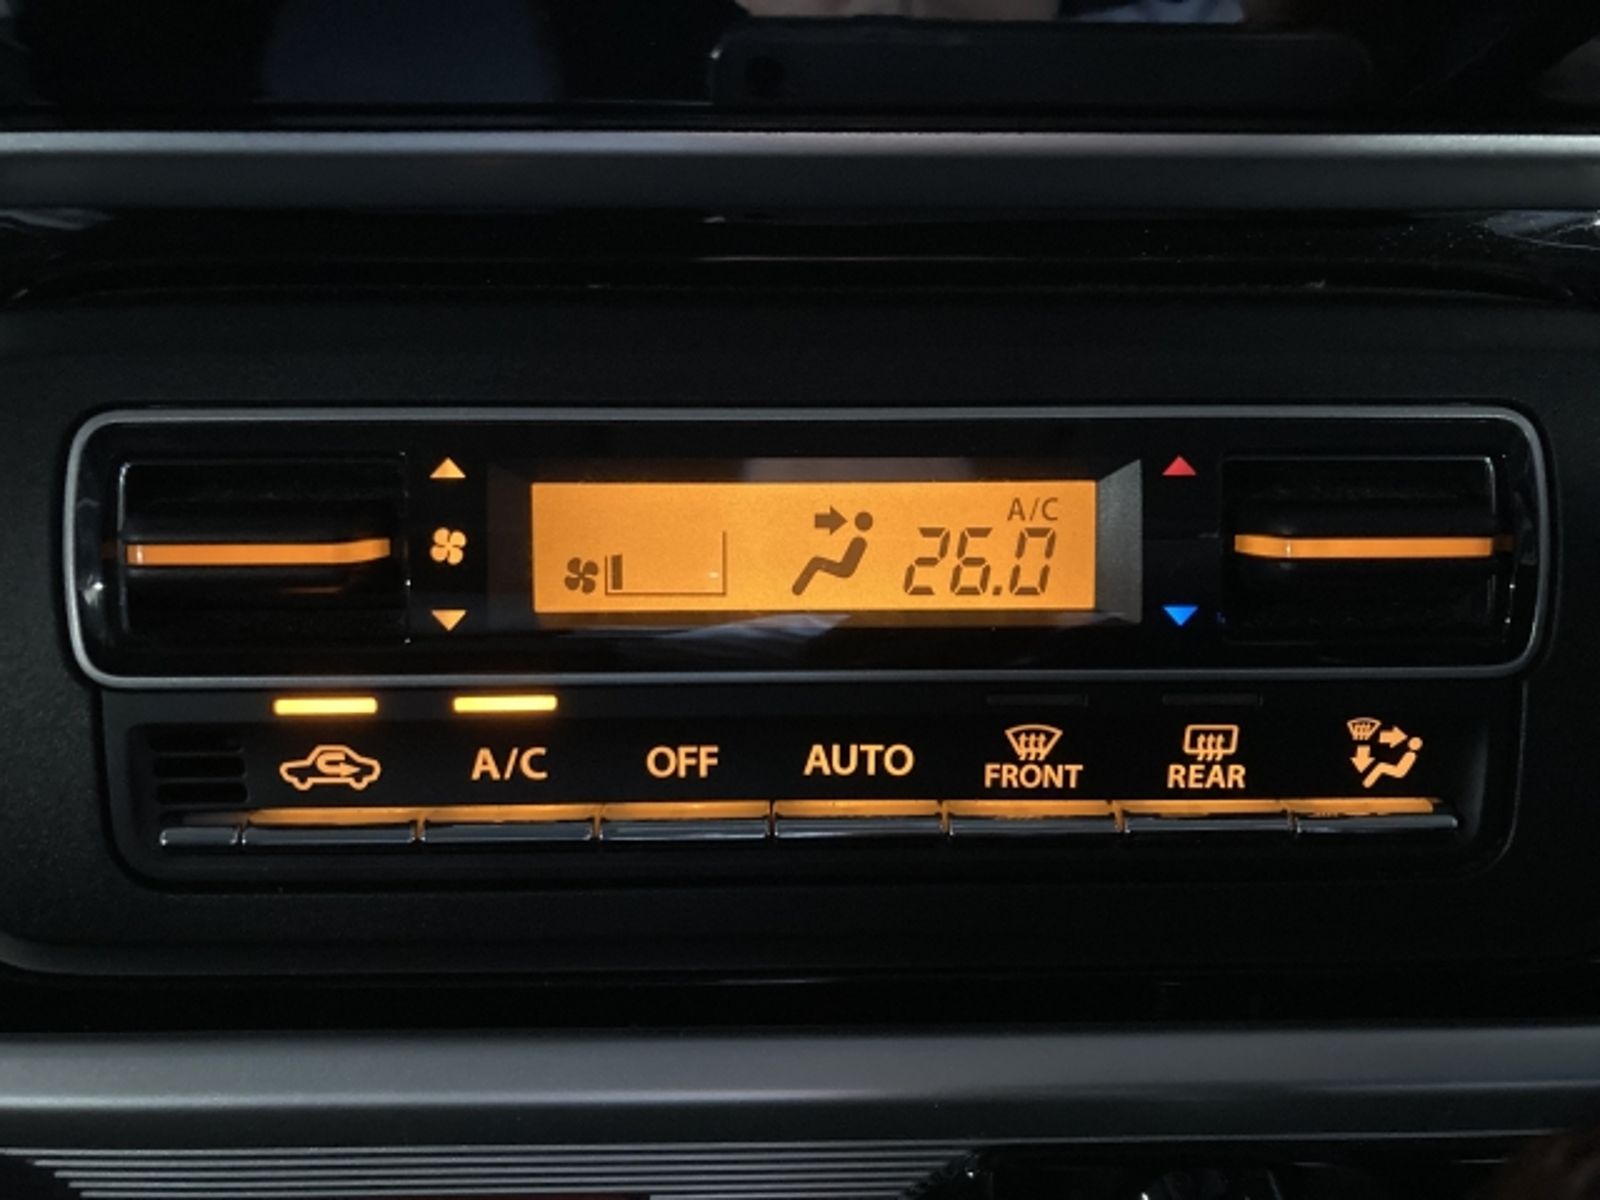 A/C
26.0
A/C OFF AUTO FRONT REAR